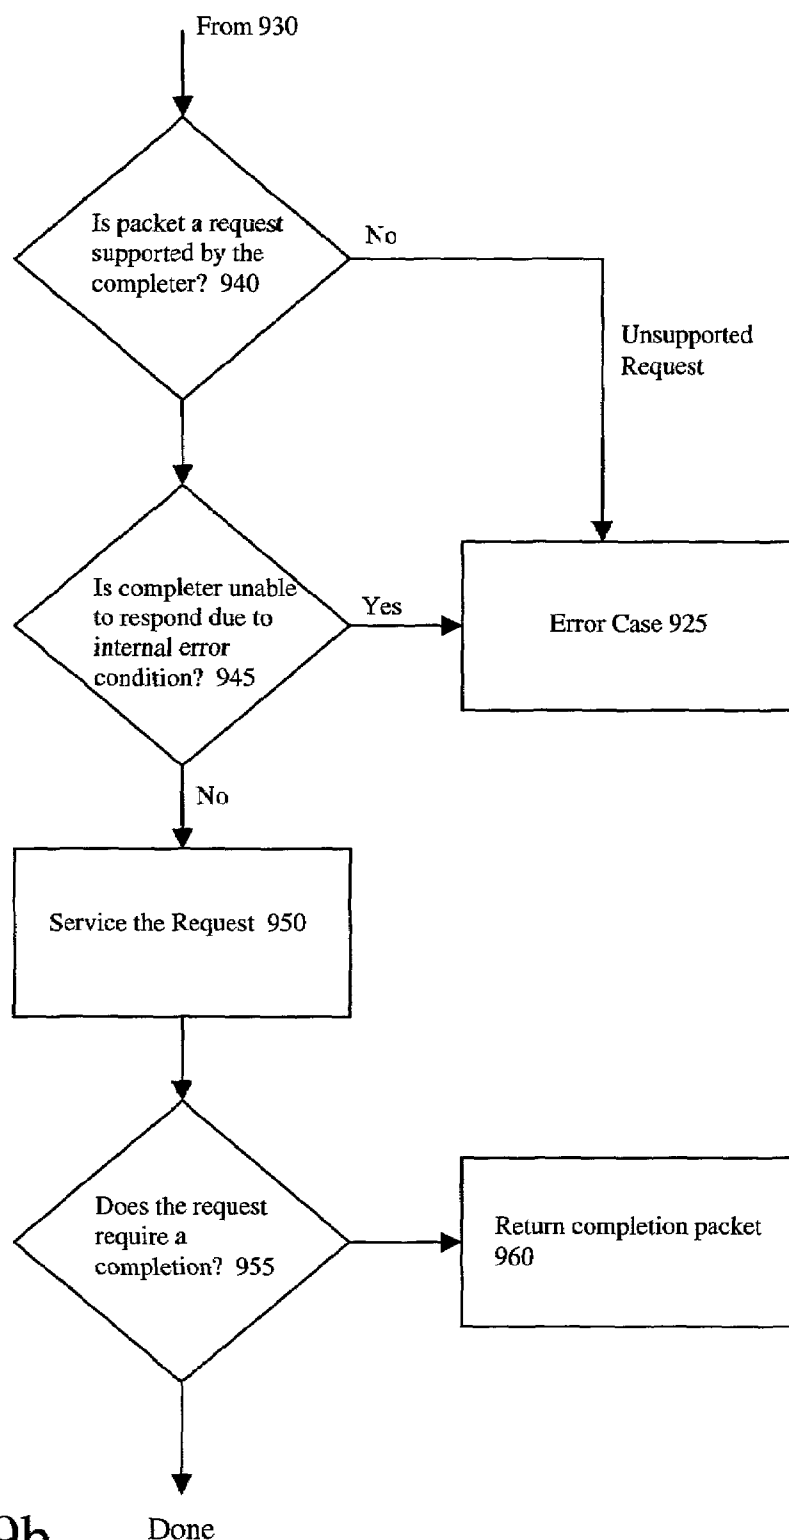 From 930
Is packet a request
supported by the
completer? 940
No
Unsupported
Request
Is completer unable
to respond due to
internal error
condition? 945
Yes
Error Case 925
No
Service the Request 950
Does the request
require a
completion? 955
Return completion packet
960
9b
Done